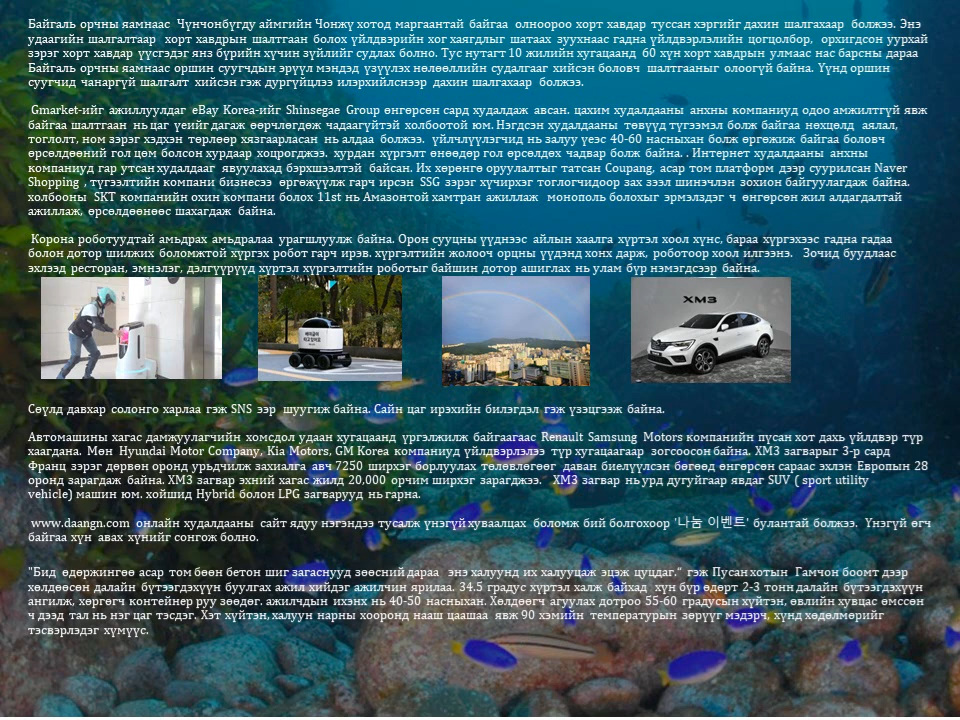 Байгаль орчны яамнаас Чүнчонбүгду аймгийн Чонжү хотод маргаантай байгаа олноороо хорт хавдар туссан хэргийг дахин шалгахаар болжээ. Энэ
удаагийн шалгалтаар хорт хавдрын шалтгаан болох үйлдвэрийн хог хаягдлыг шатаах зуухнаас гадна үйлдвэрлэлийн цогцолбор, орхигдсон уурхай
зэрэг хорт хавдар үүсгэдэг янз бүрийн хүчин зүйлийг судлах болно. Тус нутагт 10 жилийн хугацаанд 60 хүн хорт хавдрын улмаас нас барсны дараа
Байгаль орчны яамнаас оршин суугчдын эрүүл мэндэд үзүүлэх нөлөөллийн судалгааг хийсэн боловч шалтгааныг олоогүй байна. Үүнд оршин
суугчид чанаргүй шалгалт хийсэн гэж дургүйцлээ илэрхийлснээр дахин шалгахаар болжээ.
Gmarket-ийг ажиллуулдаг eBay Korea-ийг Shinsegae Group өнгөрсөн сард худалдаж авсан. цахим худалдааны анхны компаниуд одоо амжилтгүй явж
байгаа шалтгаан нь цаг үеийг дагаж өөрчлөгдөж чадаагүйтэй холбоотой юм. Нэгдсэн худалдааны төвүүд түгээмэл болж байгаа нөхцөлд аялал,
тоглолт, ном зэрэг хэдхэн төрлөөр хязгаарласан нь алдаа болжээ. үйлчлүүлэгчид нь залуу үеэс 40-60 насныхан болж өргөжиж байгаа боловч
өрсөлдөөний гол цөм болсон хурдаар хоцрогджээ. хурдан хүргэлт өнөөдөр гол өрсөлдөх чадвар болж байна. . Интернет худалдааны анхны
компаниуд гар утсан худалдааг явуулахад бэрхшээлтэй байсан. Их хөрөнгө оруулалтыг татсан Coupang, асар том платформ дээр суурилсан Naver
Shopping , түгээлтийн компани бизнесээ өргөжүүлж гарч ирсэн SSG зэрэг хүчирхэг тоглогчидоор зах зээл шинэчлэн зохион байгуулагдаж байна.
холбооны SKT компанийн охин компани болох 11st нь Амазонтой хамтран ажиллаж монополь болохыг эрмэлздэг ч өнгөрсөн жил алдагдалтай
ажиллаж, өрсөлдөөнөөс шахагдаж байна.
Корона роботуудтай амьдрах амьдралаа урагшлуулж байна. Орон сууцны үүднээс айлын хаалга хүртэл хоол хүнс, бараа хүргэхээс гадна гадаа
болон дотор шилжих боломжтой хүргэх робот гарч ирэв. хүргэлтийн жолооч орцны үүдэнд хонх дарж, роботоор хоол илгээнэ. Зочид буудлаас
эхлээд ресторан, эмнэлэг, дэлгүүрүүд хүртэл хүргэлтийн роботыг байшин дотор ашиглах нь улам бүр нэмэгдсээр байна.
XM3
Сөүлд давхар солонго харлаа гэж SNS ээр шуугиж байна. Сайн цаг ирэхийн билэгдэл гэж үзэцгээж байна.
Автомашины хагас дамжуулагчийн хомсдол удаан хугацаанд үргэлжилж байгаагаас Renault Samsung Motors компанийн пусан хот дахь үйлдвэр түр
хаагдана. Мөн Hyundai Motor Company, Kia Motors, GM Korea компаниуд үйлдвэрлэлээ түр хугацаагаар зогсоосон байна. XM3 загварыг 3-р сард
Франц зэрэг дөрвөн оронд урьдчилж захиалга авч 7250 ширхэг борлуулах төлөвлөгөөг даван биелүүлсэн бөгөөд өнгөрсөн сараас эхлэн Европын 28
оронд зарагдаж байна. XM3 загвар эхний хагас жилд 20,000 орчим ширхэг зарагджээ. XM3 загвар нь урд дугуйгаар явдаг SUV ( sport utility
vehicle) машин юм. хойшид Hybrid болон LPG загварууд нь гарна.
www.daangn.com онлайн худалдааны сайт ядуу нэгэндээ тусалж үнэгүй хуваалцах боломж бий болгохоор '나눔 이벤트' булантай болжээ. Үнэгүй өгч
байгаа хүн авах хүнийг сонгож болно.
"Бид өдөржингөө асар том бөөн бетон шиг загаснууд зөөсний дараа энэ халуунд их халууцаж эцэж цуцдаг.“ гэж Пусан хотын Гамчон боомт дээр
хөлдөөсөн далайн бүтээгдэхүүн буулгах ажил хийдэг ажилчин ярилаа. 34.5 градус хүртэл халж байхад хүн бүр өдөрт 2-3 тонн далайн бүтээгдэхүүн
ангилж, хөргөгч контейнер руу зөөдөг. ажилчдын ихэнх нь 40-50 насныхан. Хөлдөөгч агуулах дотроо 55-60 градусын хүйтэн, өвлийн хувцас өмссөн
ч дээд тал нь нэг цаг тэсдэг. Хэт хүйтэн, халуун нарны хооронд нааш цаашаа явж 90 хэмийн температурын зөрүүг мэдэрч, хүнд хөдөлмөрийг
тэсвэрлэдэг хүмүүс.